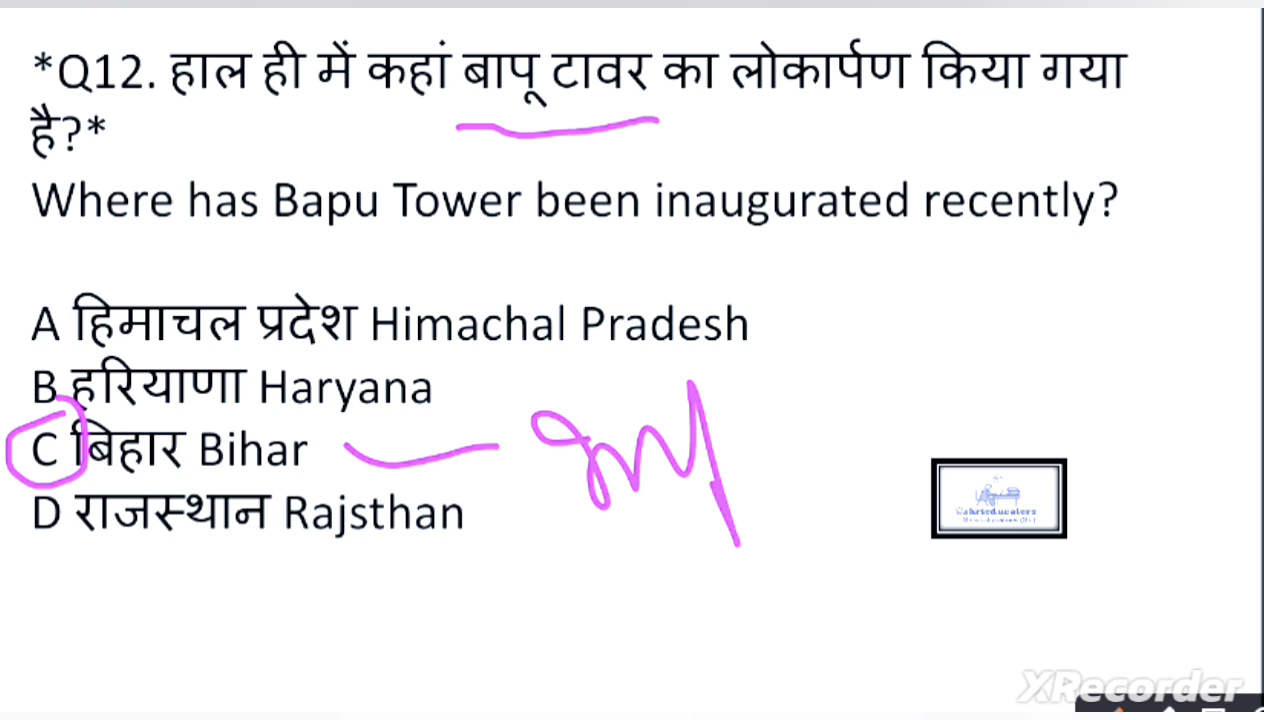 *Q12. हाल ही में कहां बापू टावर का लोकार्पण किया गया
है?*
Where has Bapu Tower been inaugurated recently?
A हिमाचल प्रदेश Himachal Pradesh
B हरियाणा Haryana
C बिहार Bihar
D राजस्थान Rajsthan
XRecorder